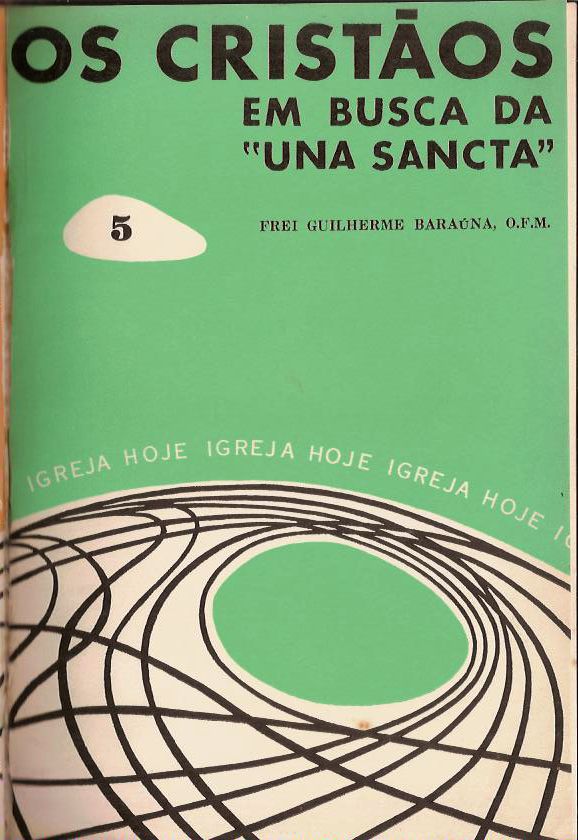 OS CRISTÃOS
EM BUSCA DA
“UNA SANCTA”
5
FREI GUILHERME BARAÚNA, O.F.M.
IGREJA HOJE IGREJA HOJE IGREJA HOJE